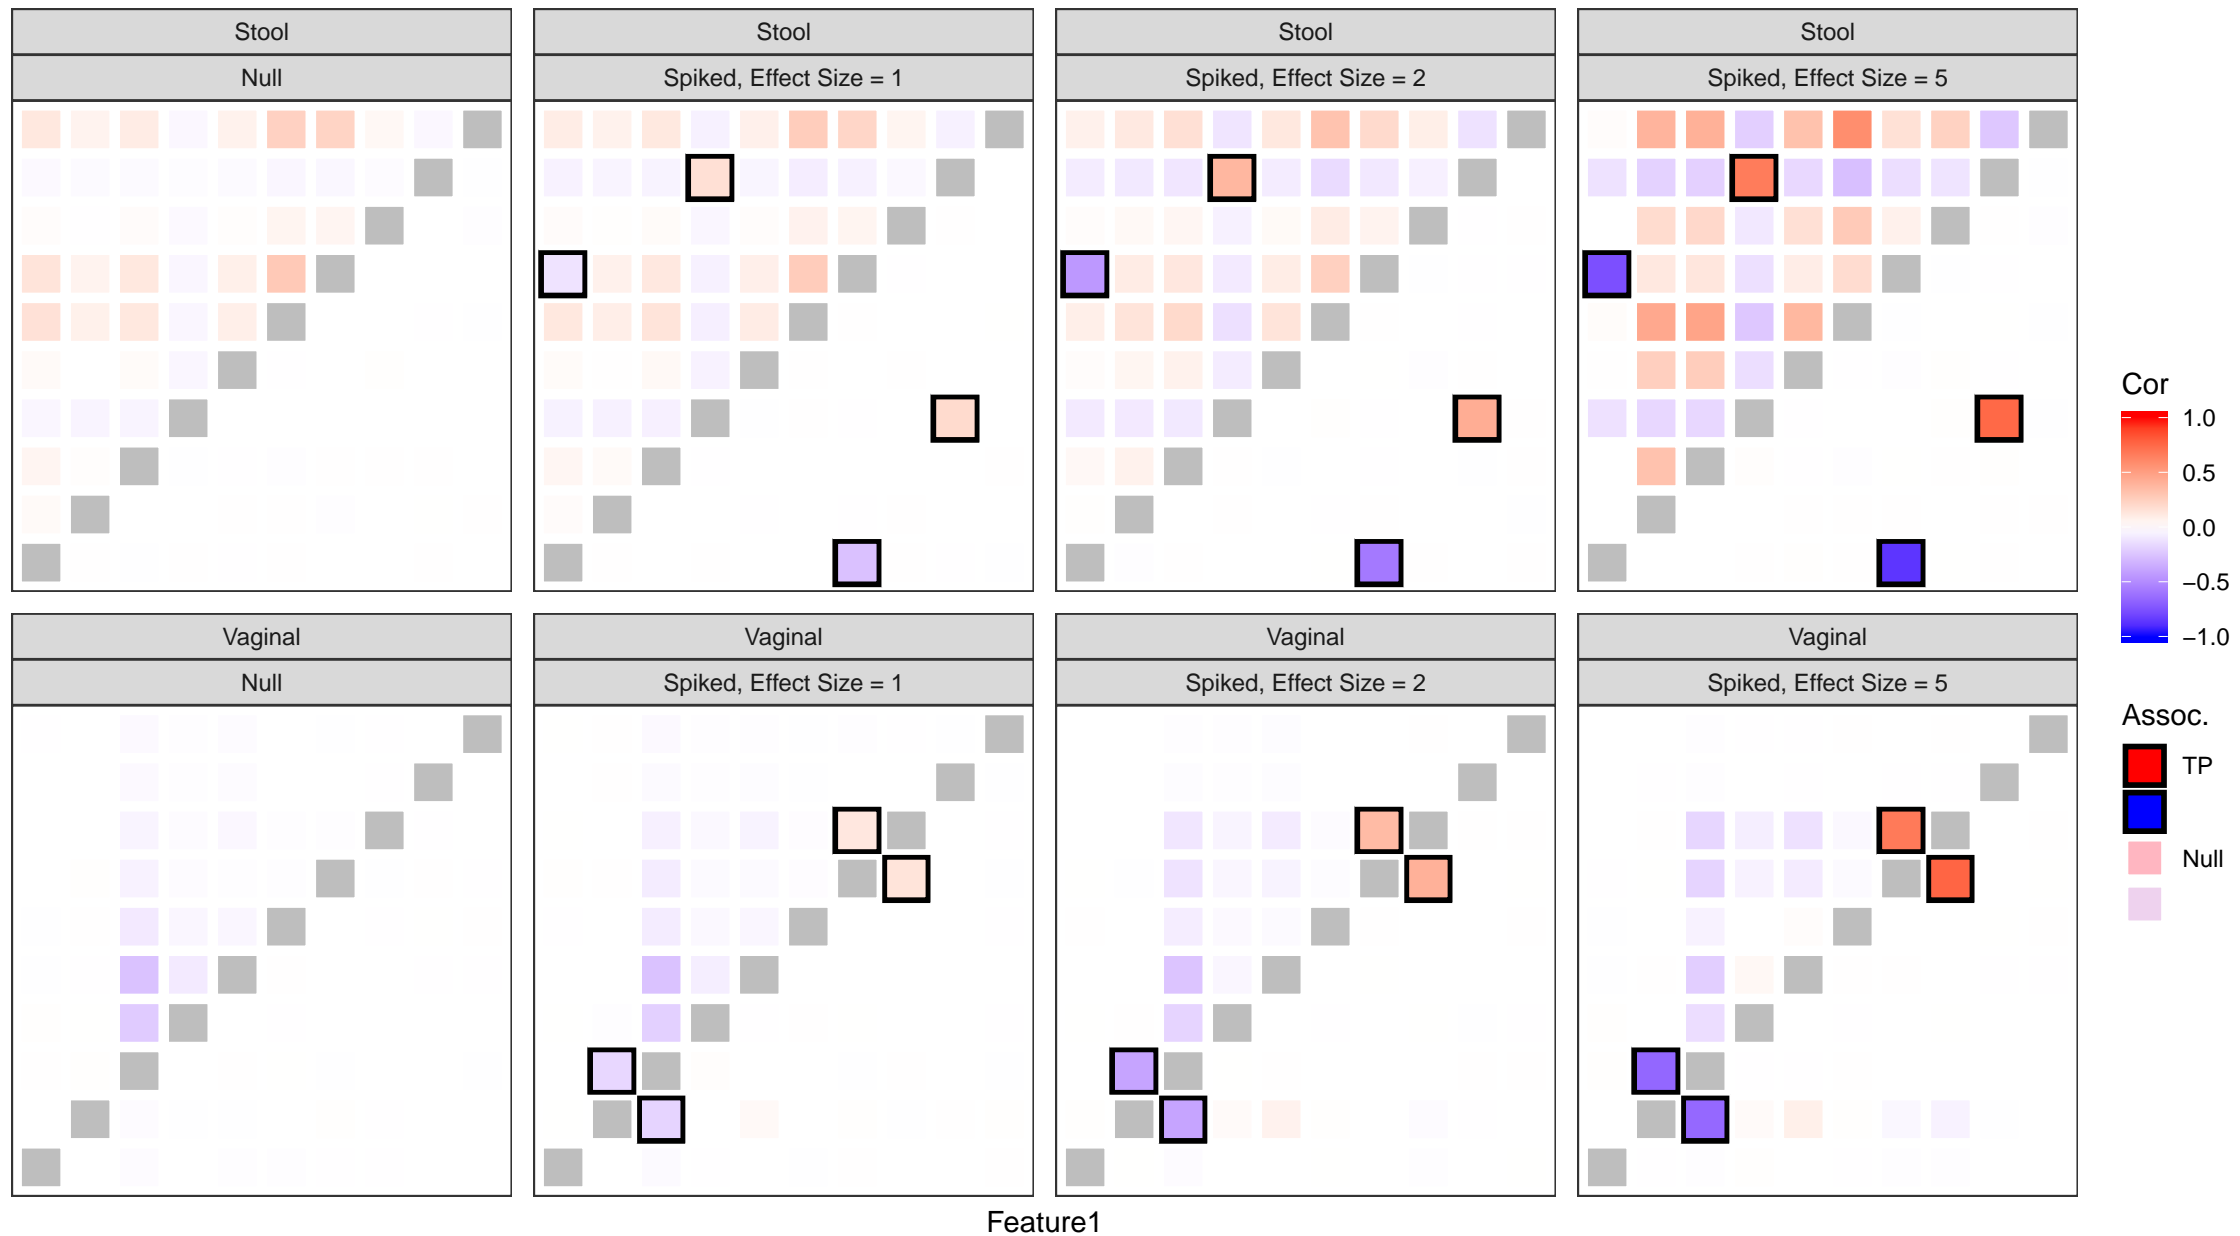 Stool
Stool
Stool
Stool
Null
Spiked, Effect Size = 1
Spiked, Effect Size = 2
Spiked, Effect Size = 5
Vaginal
Vaginal
Vaginal
Vaginal
Null
Spiked, Effect Size = 1
Spiked, Effect Size = 2
Spiked, Effect Size = 5
Feature1
Cor
1.0
0.5
0.0
−0.5
−1.0
Assoc.
TP
Null